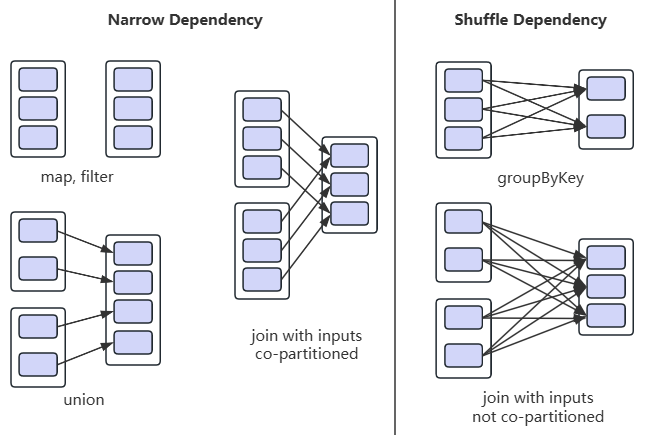 Narrow Dependency
Shuffle Dependency
map, filter
groupByKey
join with inputs
co-partitioned
union
join with inputs
not co-partitioned